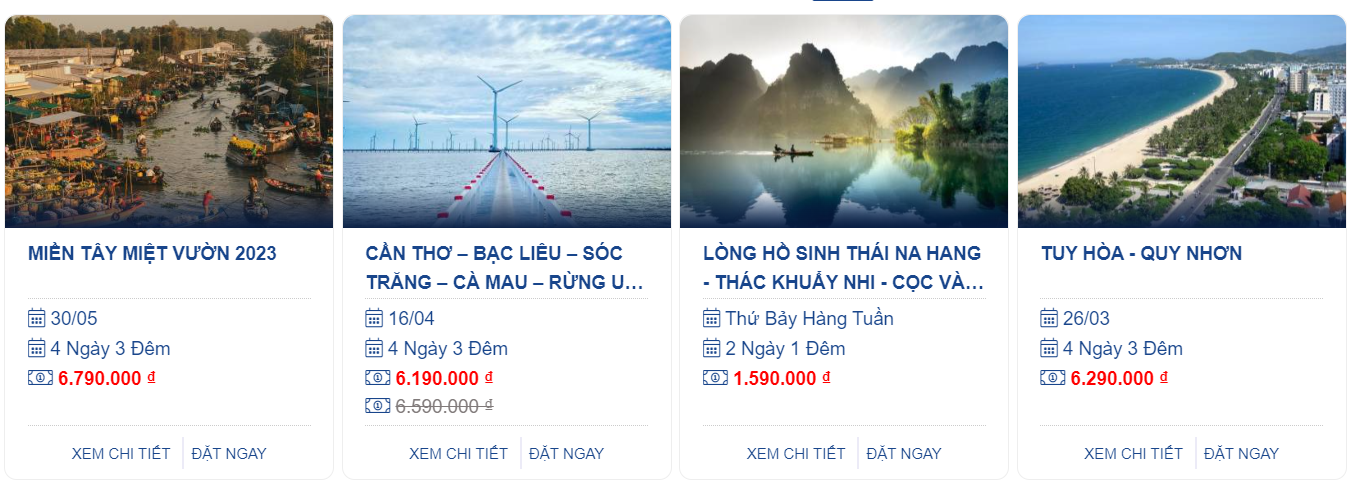 MIỀN TÂY MIỆT VƯỜN 2023
30/05
4 Ngày 3 Đêm
6.790.000 ₫
XEM CHI TIẾT ĐẶT NGAY
CẦN THƠ – BẠC LIÊU – SÓC
TRĂNG – CÀ MAU – RỪNG U…
16/04
4 Ngày 3 Đêm
6.190.000 ₫
6.590.000 ₫
XEM CHI TIẾT ĐẶT NGAY
LÒNG HỒ SINH THÁI NA HANG
- THÁC KHUẨY NHI - CỌC VÀ…
Thứ Bảy Hàng Tuần
2 Ngày 1 Đêm
1.590.000 ₫
XEM CHI TIẾT ĐẶT NGAY
TUY HÒA - QUY NHƠN
26/03
4 Ngày 3 Đêm
6.290.000 ₫
XEM CHI TIẾT ĐẶT NGAY